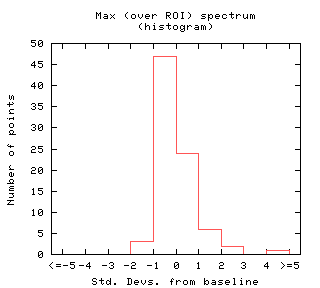 Max (over ROI) spectrum
(histogram)
50
45
40
35
30
25
20
15
10
5
0
Number of points
<=-5 -4 -3 -2 -1 0 1 2 3 4 >=5
Std. Devs. from baseline